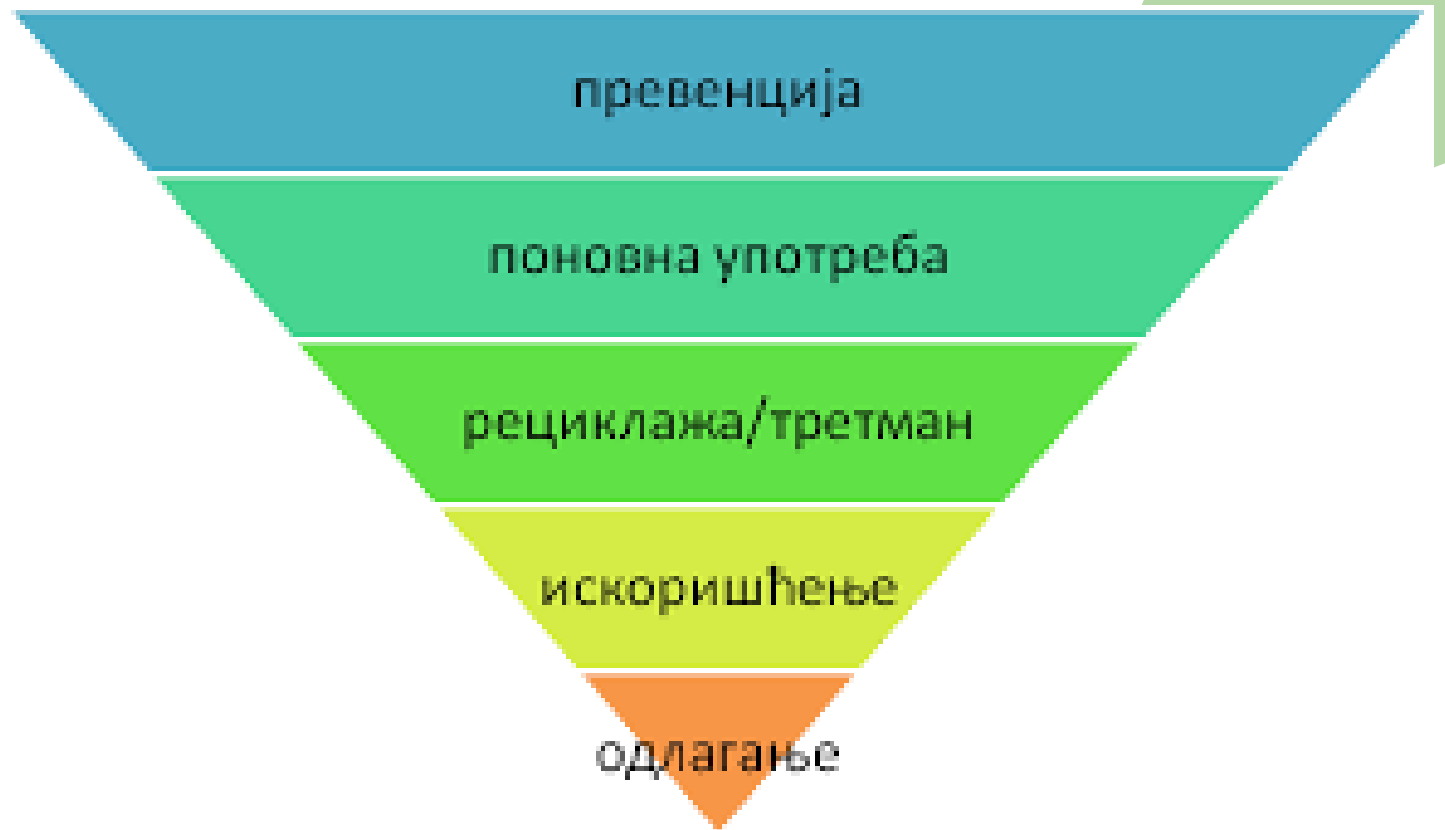 превенција
поновна употреба
рециклажа/третман
искоришћење
одлагање